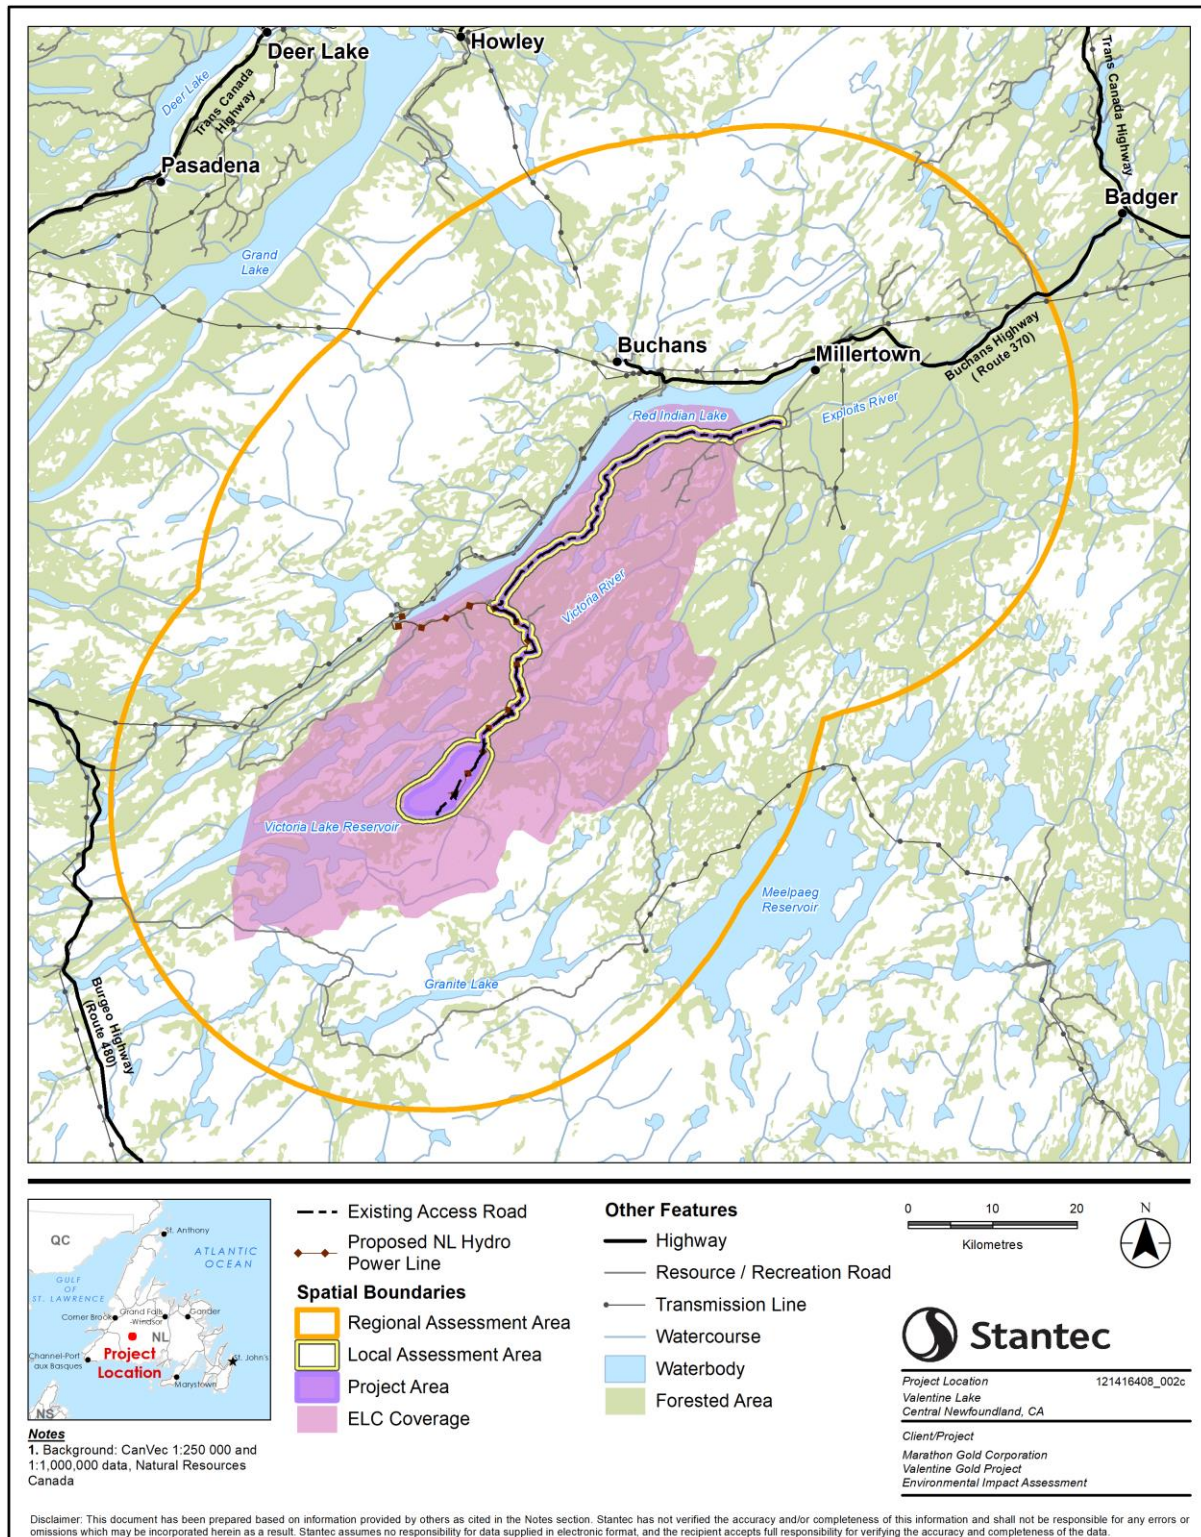 Deer Lake
Howley
Deer Lake
Trans Canada
Highway
Trans Canada Highway
Pasadena
Badger
Grand
Lake
Buchans
Millertown
Buchans Highway
(Route 370)
Red Indian Lake
Exploits River
Victoria River
Victoria Lake Reservoir
Meelpaeg
Reservoir
Granite Lake
Burgeo Highway
(Route 480)
QC
St. Anthony
ATLANTIC
OCEAN
GULF
OF
ST. LAWRENCE
Corner Brook
Grand Falls
-Windsor
Gander
NL
Project
Location
Channel-Port
aux Basques
St. John's
Marystown
NS
Notes
1. Background: CanVec 1:250 000 and
1:1,000,000 data, Natural Resources
Canada
Existing Access Road
Proposed NL Hydro
Power Line
Spatial Boundaries
Regional Assessment Area
Local Assessment Area
Project Area
ELC Coverage
Other Features
Highway
Resource / Recreation Road
Transmission Line
Watercourse
Waterbody
Forested Area
0 10 20
Kilometres
N
Stantec
Project Location 121416408_002c
Valentine Lake
Central Newfoundland, CA
Client/Project
Marathon Gold Corporation
Valentine Gold Project
Environmental Impact Assessment
Disclaimer: This document has been prepared based on information provided by others as cited in the Notes section. Stantec has not verified the accuracy and/or completeness of this information and shall not be responsible for any errors or
omissions which may be incorporated herein as a result. Stantec assumes no responsibility for data supplied in electronic format, and the recipient accepts full responsibility for verifying the accuracy and completeness of the data.